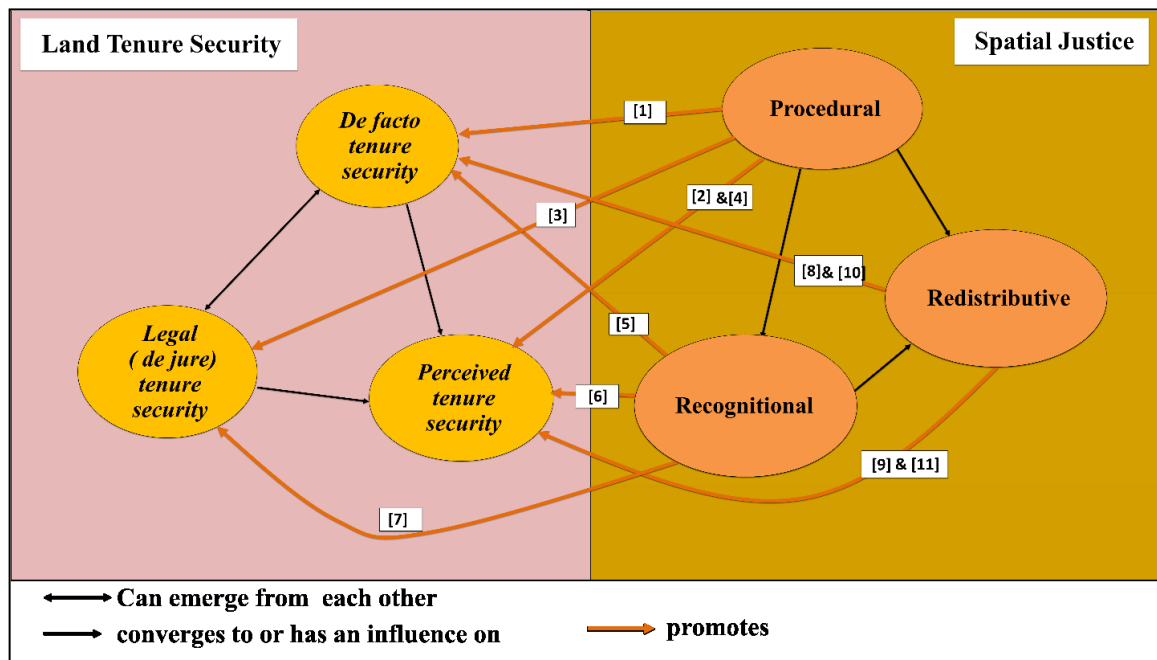 Land Tenure Security
Spatial Justice
De facto
tenure
security
Procedural
[1]
[2] &[4]
[3]
[8]& [10]
Redistributive
Legal
( de jure)
tenure
security
[5]
Perceived
tenure
security
[6]
Recognitional
[9] & [11]
[7]
Can emerge from each other
converges to or has an influence on
promotes